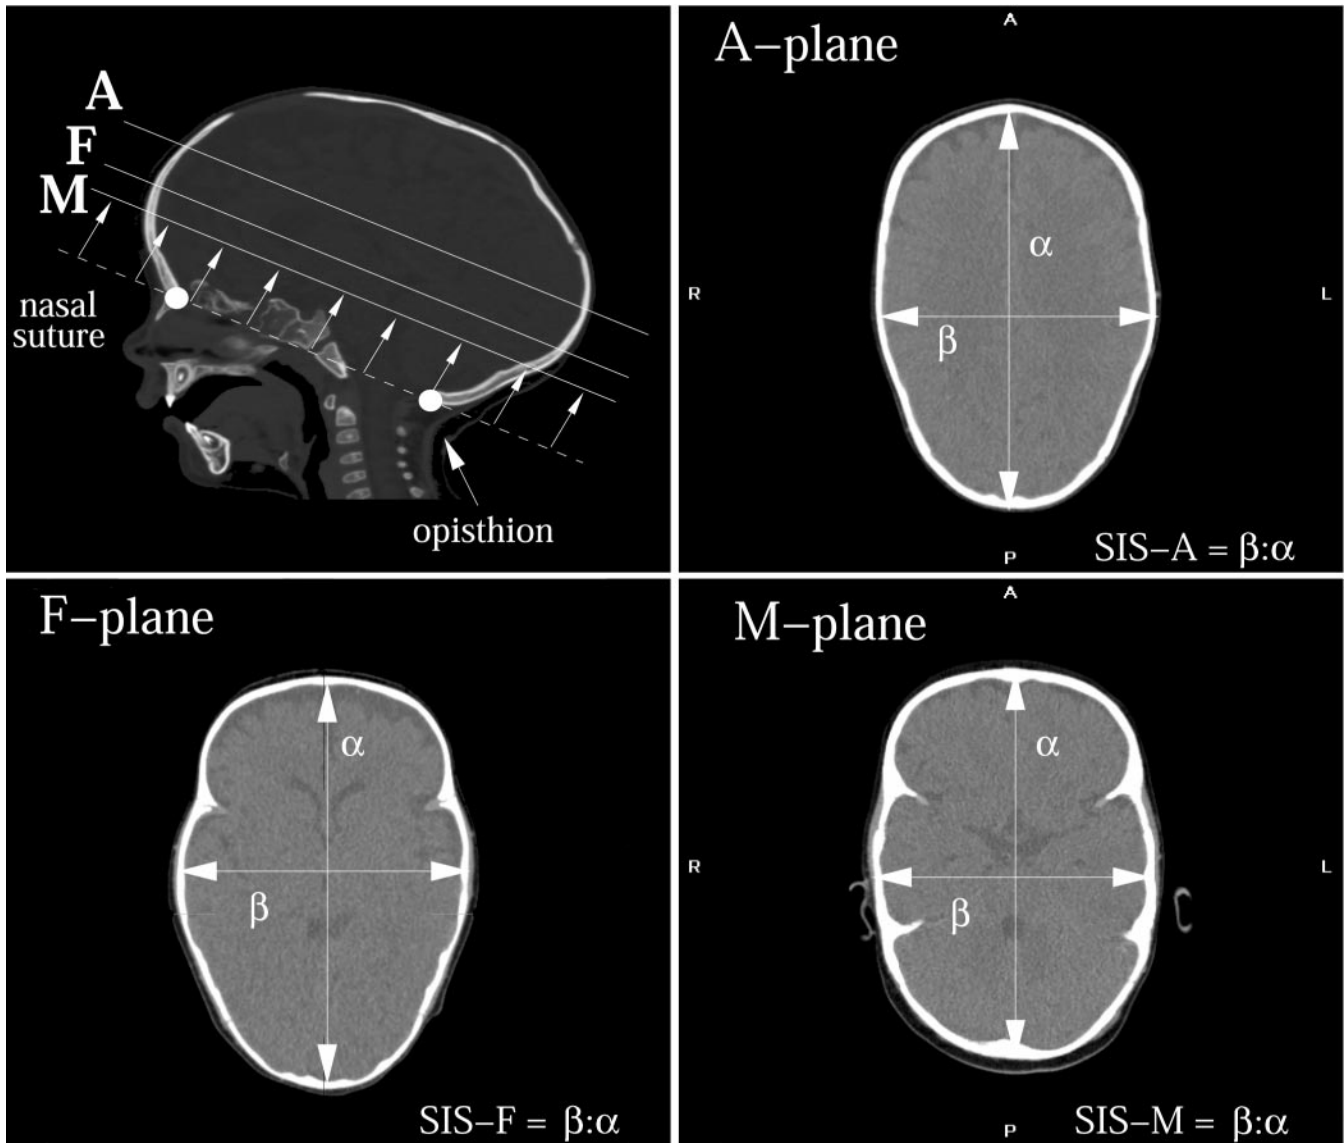 A
F
M
nasal
suture
opisthion
A
A–plane
α
R
L
β
P
SIS–A = β:α
F–plane
α
β
SIS–F = β:α
A
M–plane
α
R
L
β
P
SIS–M = β:α